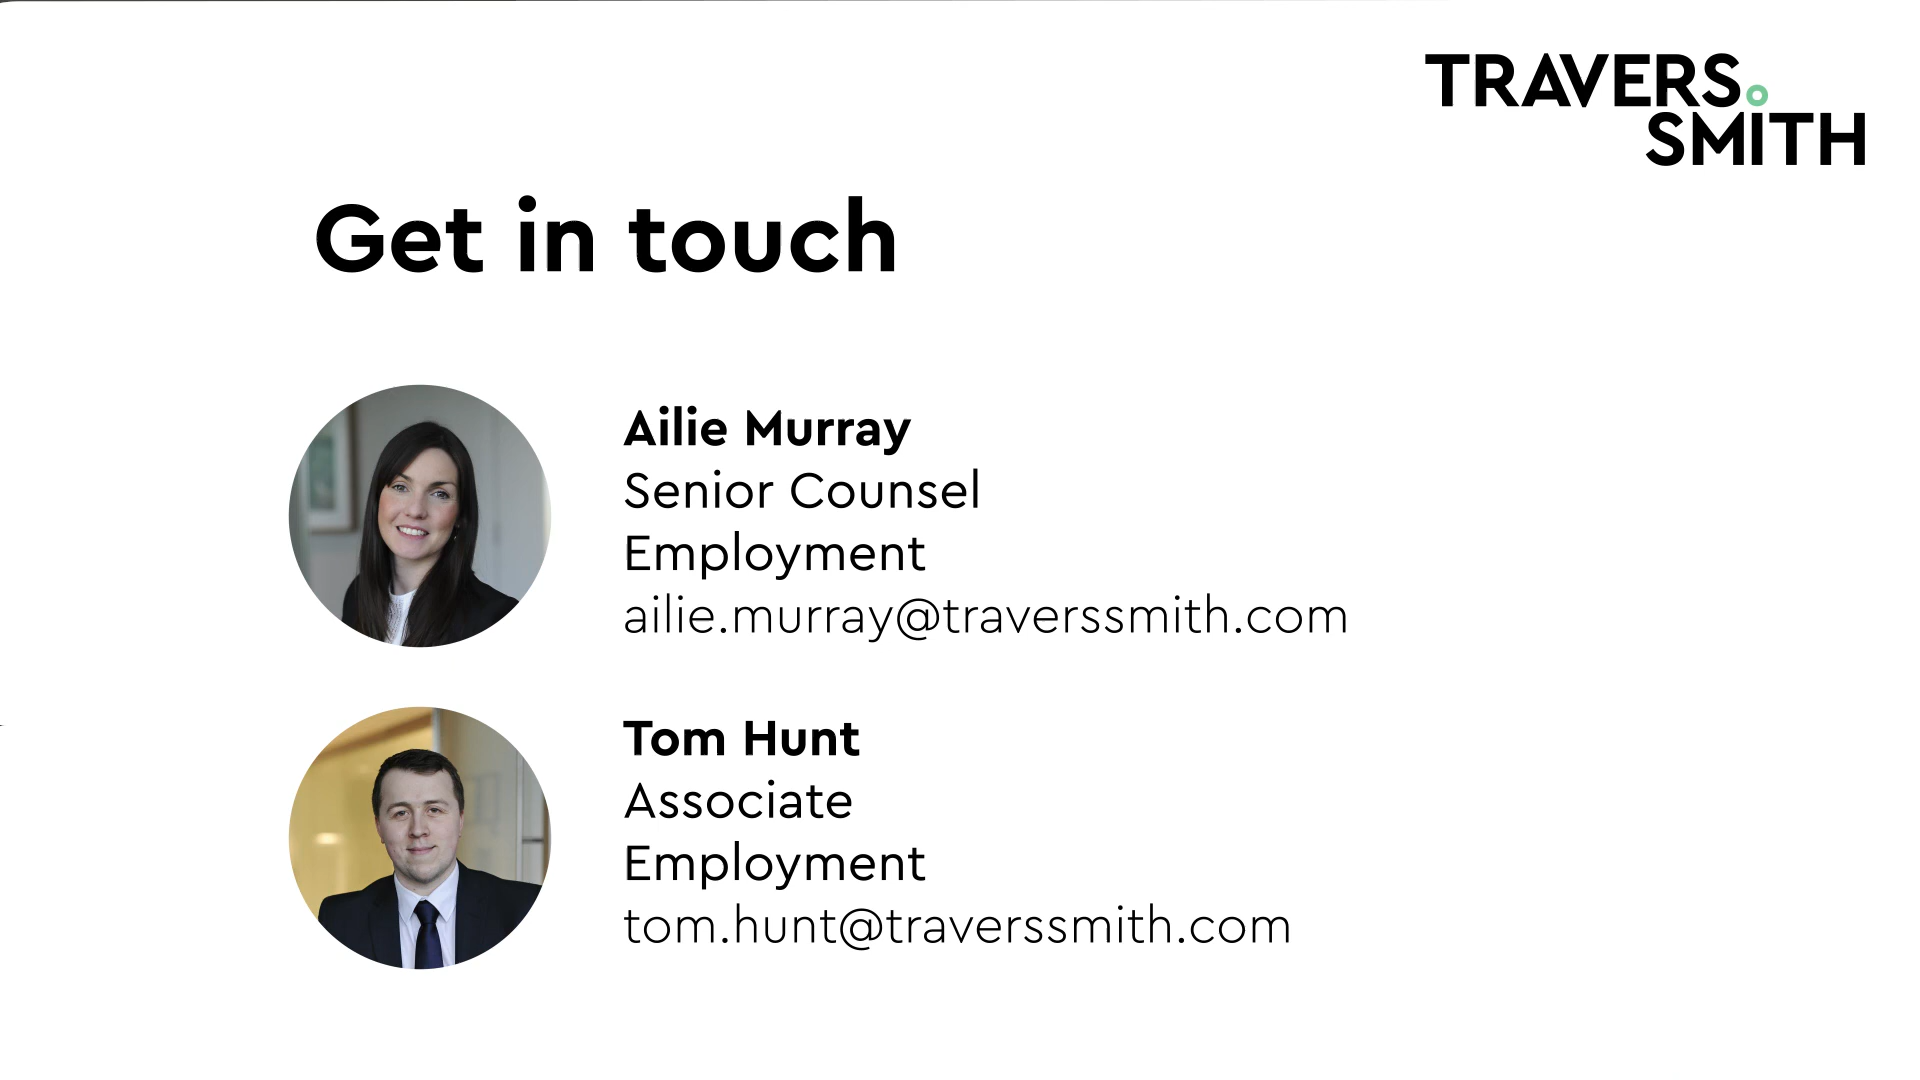 TRAVERS
SMITH
Get in touch
Ailie Murray
Senior Counsel
Employment
ailie.murray@traverssmith.com
Tom Hunt
Associate
Employment
tom.hunt@traverssmith.com